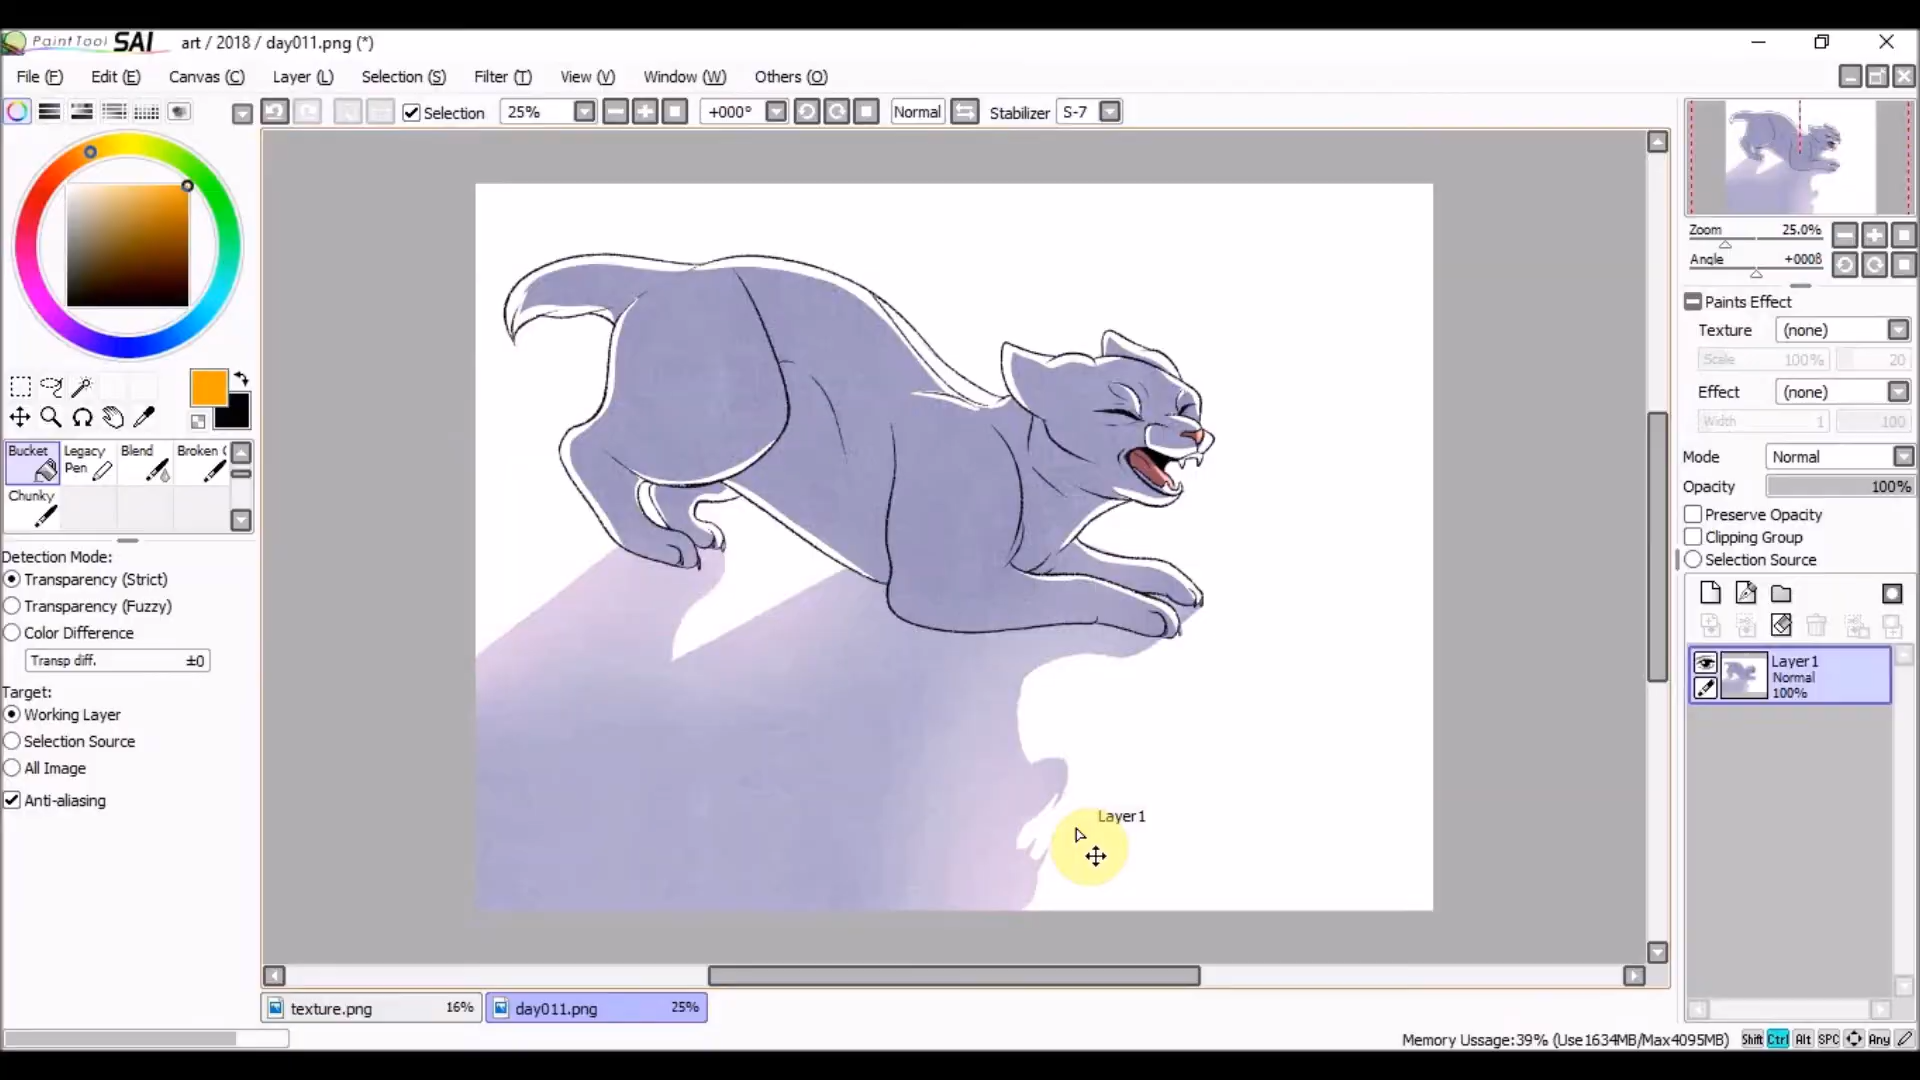 PaintTool SAI art / 2018 / day011.png (*)
File (F) Edit (E) Canvas (C) Layer (L) Selection (S) Filter (T) View (V) Window (W) Others (O)
Selection 25% +000° Normal Stabilizer S-7
Zoom 25.0%
Angle +0008
Paints Effect
Texture (none)
Scale 100% 20
Effect (none)
Width 1 100
Mode Normal
Opacity 100%
Preserve Opacity
Clipping Group
Selection Source
Layer1
Normal
100%
Bucket Legacy Pen Blend Broken C
Chunky
Detection Mode:
Transparency (Strict)
Transparency (Fuzzy)
Color Difference
Transp diff. ±0
Target:
Working Layer
Selection Source
All Image
Anti-aliasing
Layer1
texture.png 16% day011.png 25%
Memory Ussage:39% (Use1634MB/Max4095MB) Shift Ctrl Alt SPC Any